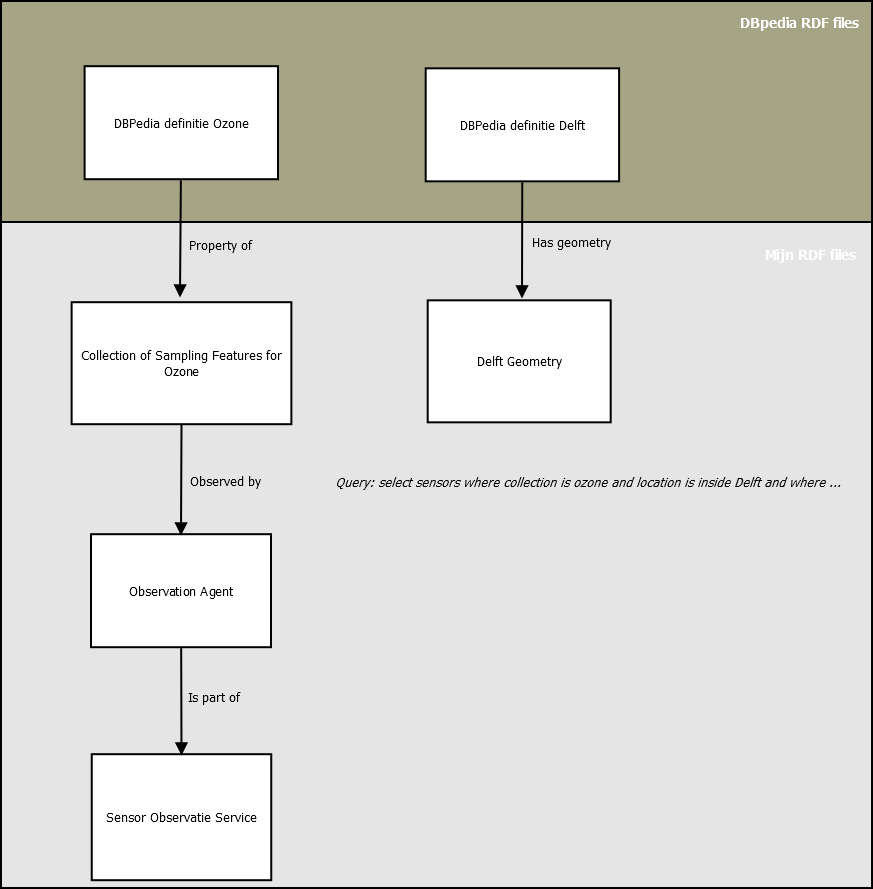 DBpedia RDF files
DBPedia definitie Ozone
DBPedia definitie Delft
Property of
Has geometry
Mijn RDF files
Collection of Sampling Features for
Ozone
Delft Geometry
Observed by
Query: select sensors where collection is ozone and location is inside Delft and where ...
Observation Agent
Is part of
Sensor Observatie Service